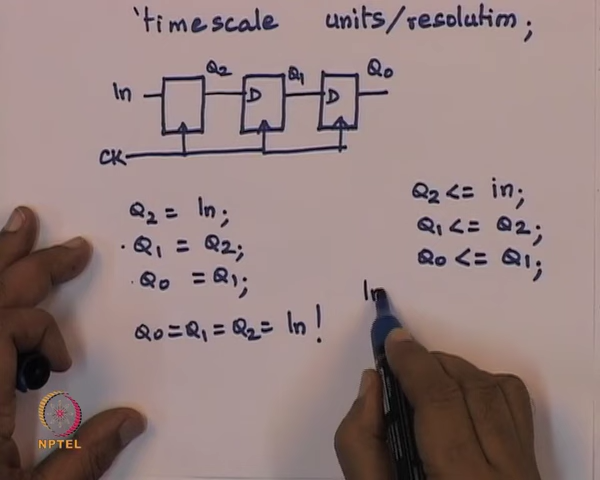 `timescale units/resolution;
Q2 Q1 Q0
In D D
CK
Q2 = In;
Q1 = Q2;
Q0 = Q1;
Q0 = Q1 = Q2 = In!
Q2 <= in;
Q1 <= Q2;
Q0 <= Q1;
In
NPTEL